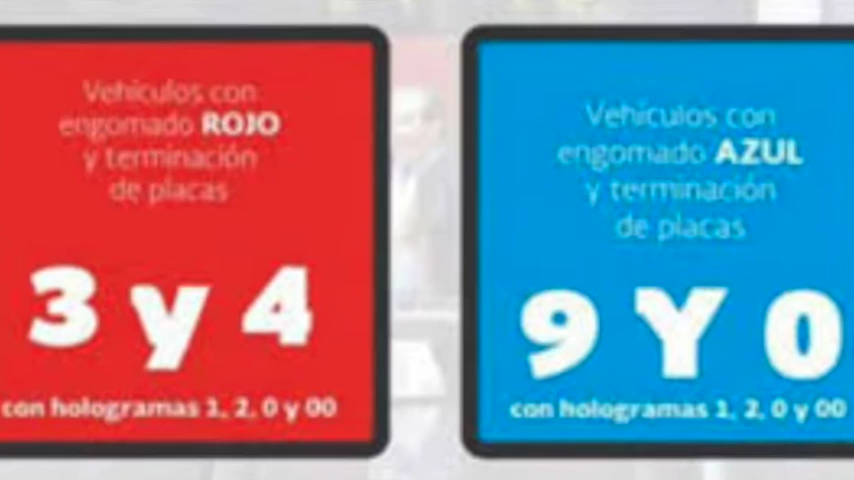 Vehículos con
engomado ROJO
y terminación
de placas
3 y 4
con hologramas 1, 2, 0 y 00
Vehículos con
engomado AZUL
y terminación
de placas
9 Y 0
con hologramas 1, 2, 0 y 00